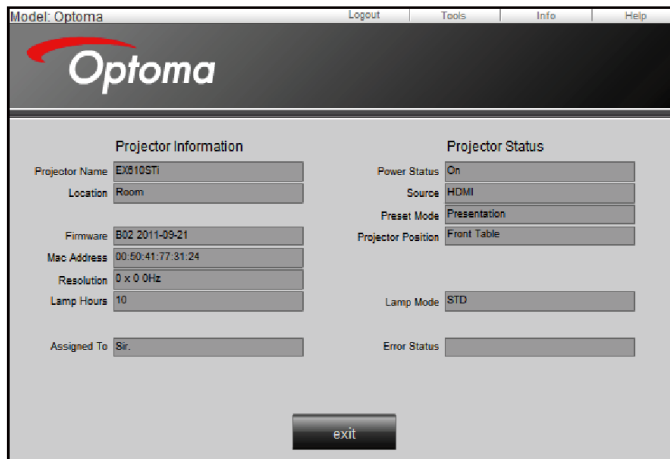 Model: Optoma
Logout Tools Info Help
Optoma
Projector Information
Projector Name EX610STi
Location Room
Firmware B02 2011-09-21
Mac Address 00:50:41:77:31:24
Resolution 0 x 0 0Hz
Lamp Hours 10
Assigned To Sir.
Projector Status
Power Status On
Source HDMI
Preset Mode Presentation
Projector Position Front Table
Lamp Mode STD
Error Status
exit